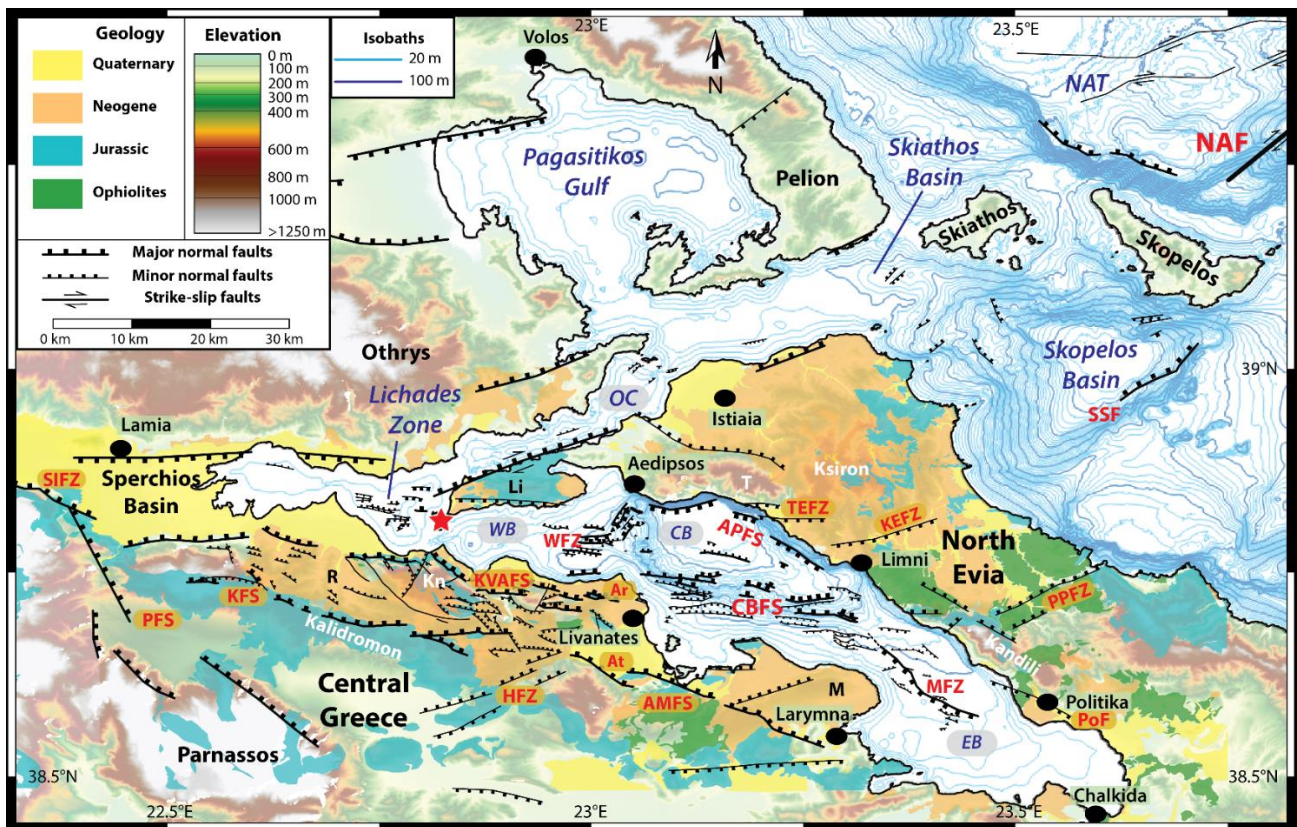 Geology
Quaternary
Neogene
Jurassic
Ophiolites
Elevation
0 m
100 m
200 m
300 m
400 m
600 m
800 m
1000 m
>1250 m
Isobaths
20 m
100 m
Major normal faults
Minor normal faults
Strike-slip faults
0 km 10 km 20 km 30 km
23°E
23.5°E
Volos
N
NAT
NAF
Pagasitikos
Gulf
Pelion
Skiathos
Basin
Skiathos
Skopelos
Othrys
Skopelos
Basin
39°N
SSF
Lichades
Zone
OC
Istiaia
Lamia
Aedipsos
Ksiron
SIFZ
Sperchios
Basin
Li
T
TEFZ
WB
WFZ
CB
APFS
KEFZ
Limni
North
Evia
R
Kn
KVAFS
Ar
CBFS
PPFZ
PFS
KFS
Kalidromon
Livanates
At
Kandili
Central
Greece
HFZ
AMFS
M
MFZ
Politika
PoF
Larymna
Parnassos
EB
38.5°N
38.5°N
Chalkida
22.5°E
23°E
23.5°E